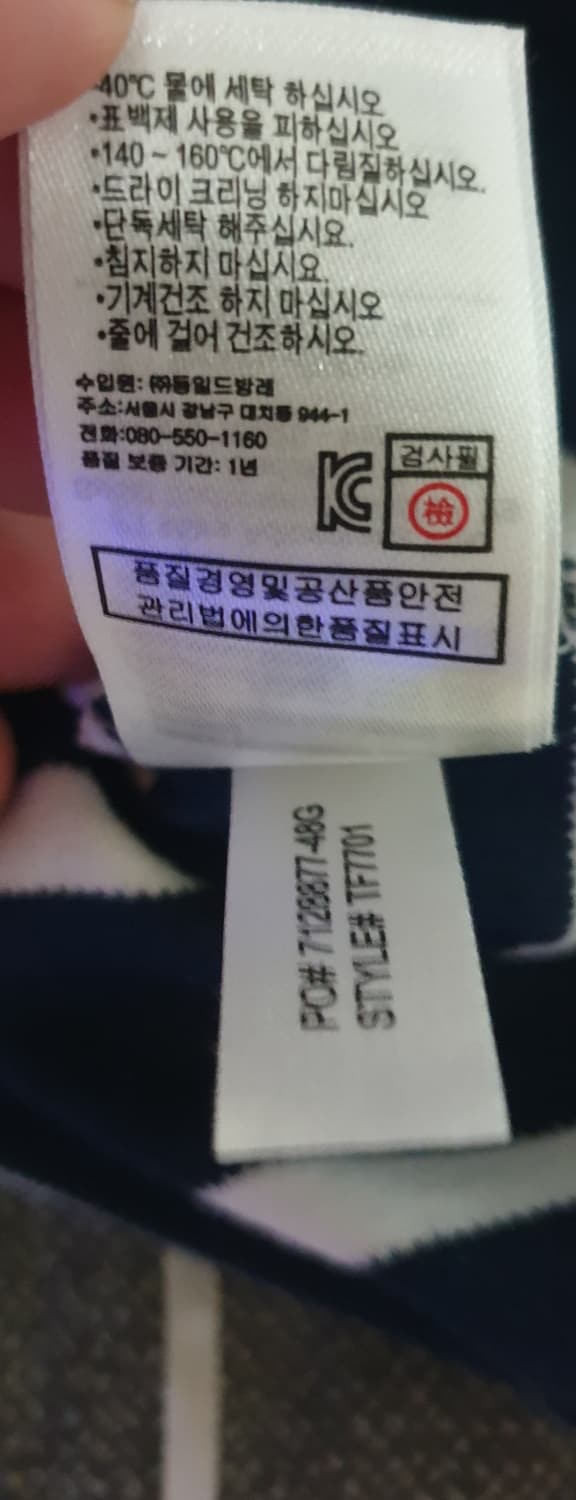 •40℃ 물에 세탁 하십시오
•표백제 사용을 피하십시오
•140 ~ 160℃에서 다림질하십시오.
•드라이 크리닝 하지마십시오
•단독세탁 해주십시요.
•침지하지 마십시요.
•기계건조 하지 마십시오
•줄에 걸어 건조하시오.
수입원: ㈜동일드방레
주소:서울시 강남구 대치동 944-1
전화:080-550-1160
품질 보증 기간: 1년
KC
검사필
檢
품질경영및공산품안전
관리법에의한품질표시
PO# 7128877-48G
STYLE# TF7701